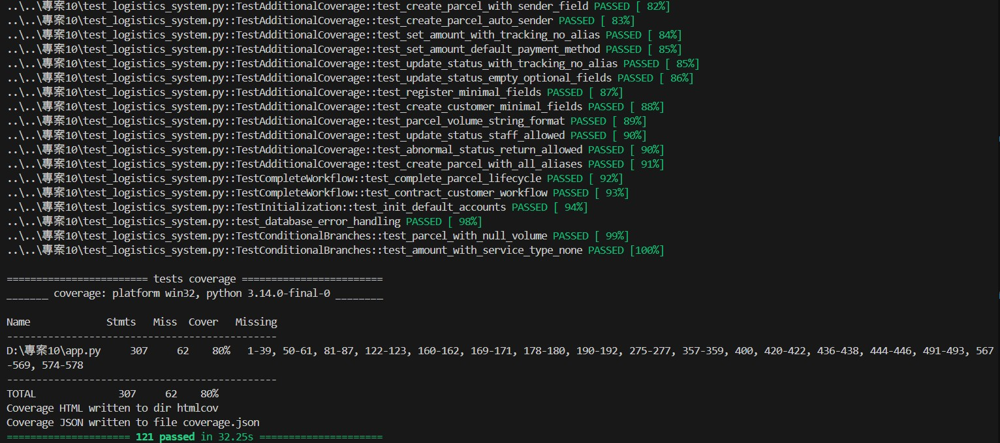 ..\..\專案10\test_logistics_system.py::TestAdditionalCoverage::test_create_parcel_with_sender_field PASSED [ 82%]
..\..\專案10\test_logistics_system.py::TestAdditionalCoverage::test_create_parcel_auto_sender PASSED [ 83%]
..\..\專案10\test_logistics_system.py::TestAdditionalCoverage::test_set_amount_with_tracking_no_alias PASSED [ 84%]
..\..\專案10\test_logistics_system.py::TestAdditionalCoverage::test_set_amount_default_payment_method PASSED [ 85%]
..\..\專案10\test_logistics_system.py::TestAdditionalCoverage::test_update_status_with_tracking_no_alias PASSED [ 85%]
..\..\專案10\test_logistics_system.py::TestAdditionalCoverage::test_update_status_empty_optional_fields PASSED [ 86%]
..\..\專案10\test_logistics_system.py::TestAdditionalCoverage::test_register_minimal_fields PASSED [ 87%]
..\..\專案10\test_logistics_system.py::TestAdditionalCoverage::test_create_customer_minimal_fields PASSED [ 88%]
..\..\專案10\test_logistics_system.py::TestAdditionalCoverage::test_parcel_volume_string_format PASSED [ 89%]
..\..\專案10\test_logistics_system.py::TestAdditionalCoverage::test_update_status_staff_allowed PASSED [ 90%]
..\..\專案10\test_logistics_system.py::TestAdditionalCoverage::test_abnormal_status_return_allowed PASSED [ 90%]
..\..\專案10\test_logistics_system.py::TestAdditionalCoverage::test_create_parcel_with_all_aliases PASSED [ 91%]
..\..\專案10\test_logistics_system.py::TestCompleteWorkflow::test_complete_parcel_lifecycle PASSED [ 92%]
..\..\專案10\test_logistics_system.py::TestCompleteWorkflow::test_contract_customer_workflow PASSED [ 93%]
..\..\專案10\test_logistics_system.py::TestInitialization::test_init_default_accounts PASSED [ 94%]
..\..\專案10\test_logistics_system.py::test_database_error_handling PASSED [ 98%]
..\..\專案10\test_logistics_system.py::TestConditionalBranches::test_parcel_with_null_volume PASSED [ 99%]
..\..\專案10\test_logistics_system.py::TestConditionalBranches::test_amount_with_service_type_none PASSED [100%]
======================== tests coverage ========================
_______ coverage: platform win32, python 3.14.0-final-0 ________
Name Stmts Miss Cover Missing
----------------------------------------------
D:\專案10\app.py 307 62 80% 1-39, 50-61, 81-87, 122-123, 160-162, 169-171, 178-180, 190-192, 275-277, 357-359, 400, 420-422, 436-438, 444-446, 491-493, 567
-569, 574-578
----------------------------------------------
TOTAL 307 62 80%
Coverage HTML written to dir htmlcov
Coverage JSON written to file coverage.json
===================== 121 passed in 32.25s =====================